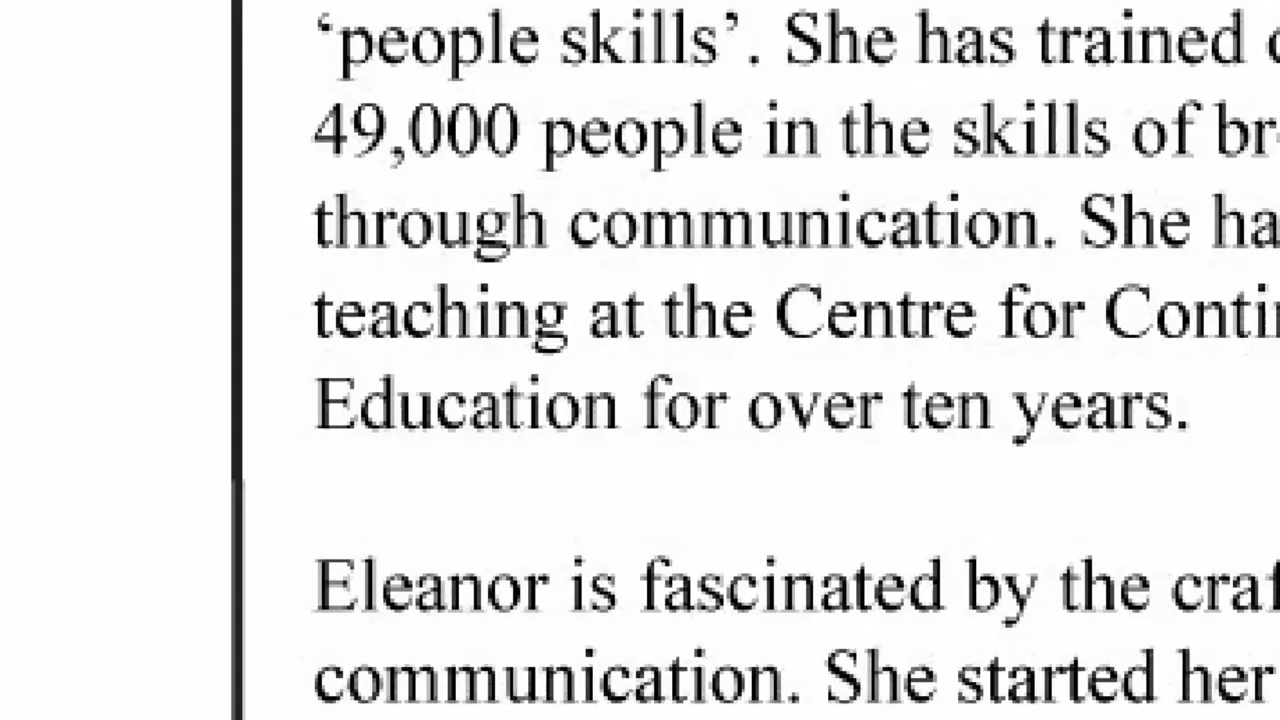 ‘people skills’. She has trained
49,000 people in the skills of
through communication. She
teaching at the Centre for
Education for over ten years.
Eleanor is fascinated by the
communication. She started her